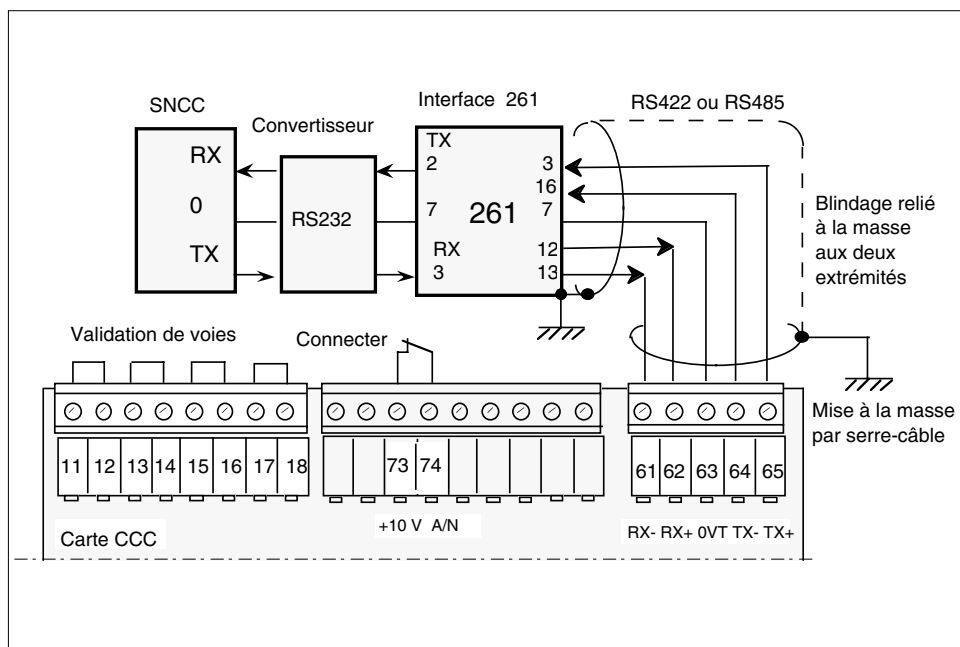 SNCC
Convertisseur
Interface 261
RS422 ou RS485
RX
0
TX
RS232
TX
2
7
RX
3
261
3
16
7
12
13
Blindage relié
à la masse
aux deux
extrémités
Validation de voies
Connecter
Mise à la masse
par serre-câble
11 12 13 14 15 16 17 18
73 74
61 62 63 64 65
+10 V A/N
RX- RX+ 0VT TX- TX+
Carte CCC